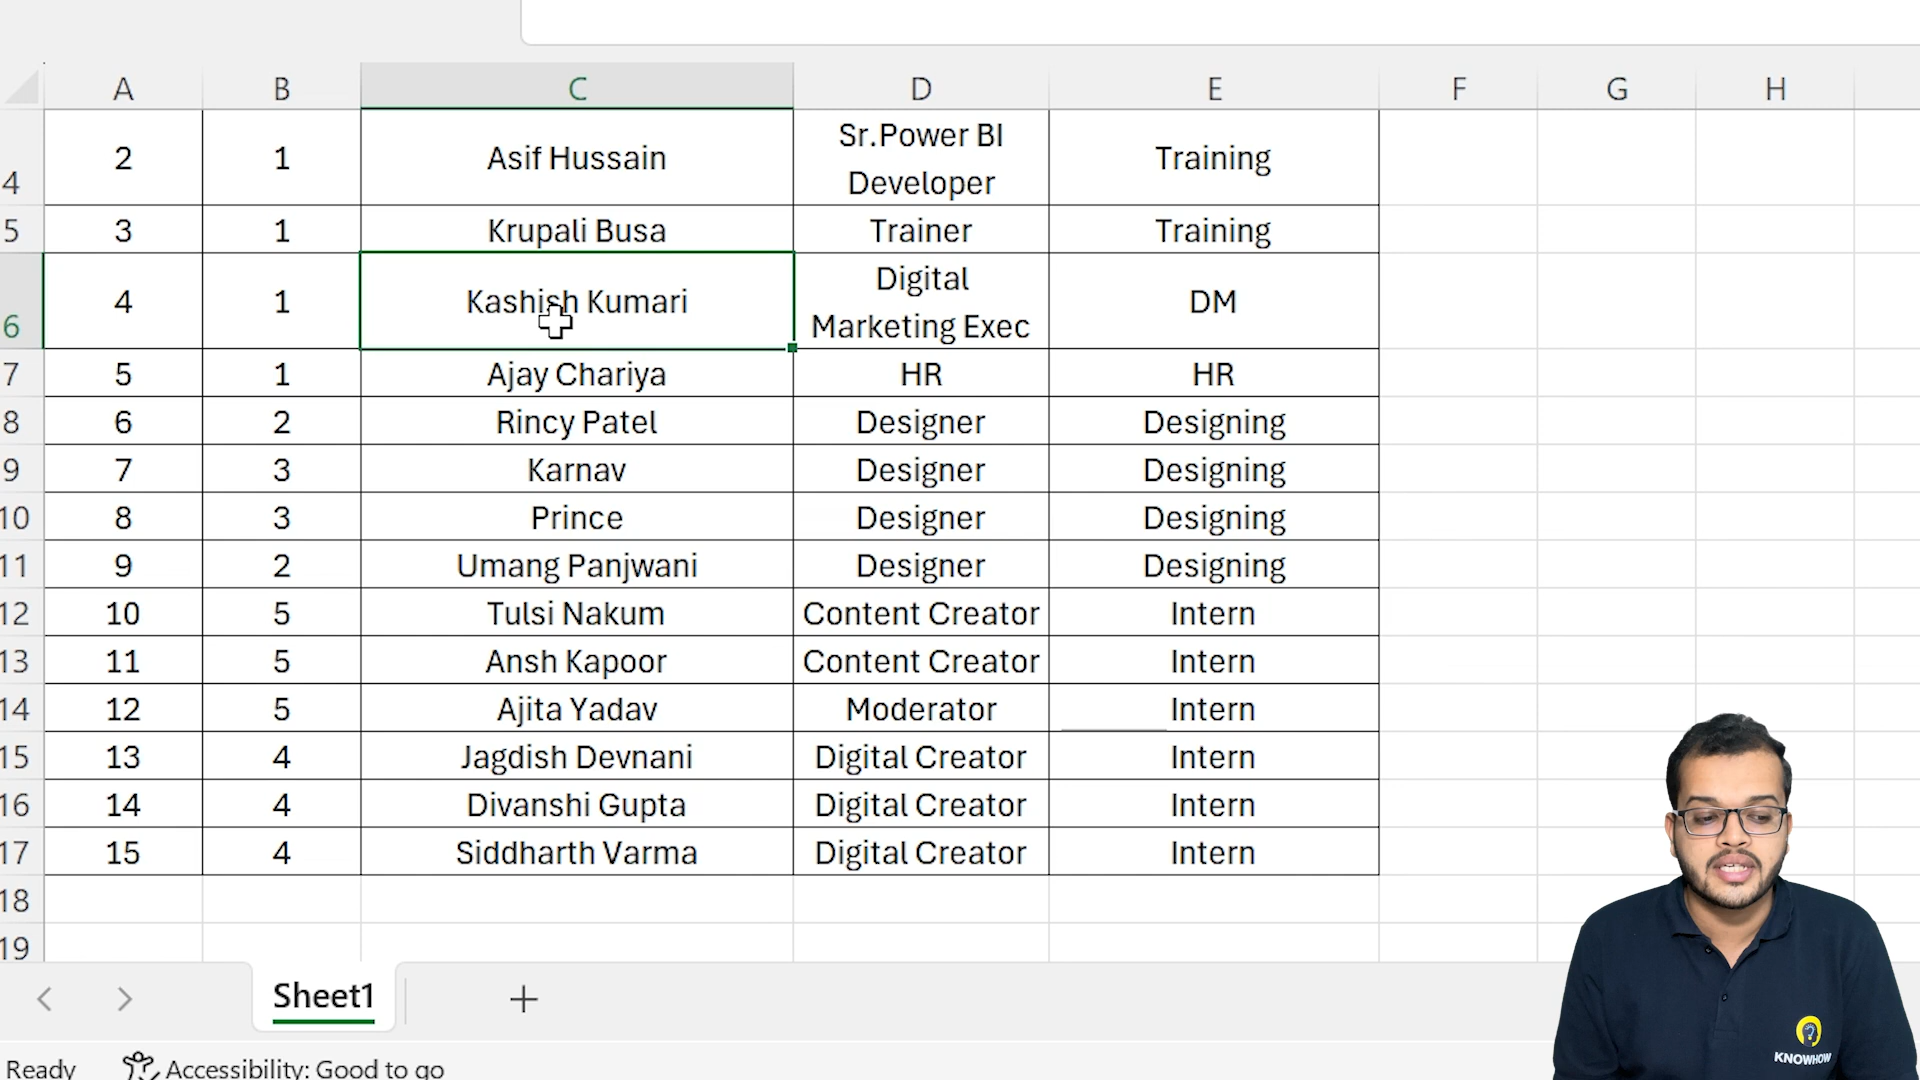 A B C D E F G H
4 2 1 Asif Hussain Sr.Power BI Developer Training
5 3 1 Krupali Busa Trainer Training
6 4 1 Kashish Kumari Digital Marketing Exec DM
7 5 1 Ajay Chariya HR HR
8 6 2 Rincy Patel Designer Designing
9 7 3 Karnav Designer Designing
10 8 3 Prince Designer Designing
11 9 2 Umang Panjwani Designer Designing
12 10 5 Tulsi Nakum Content Creator Intern
13 11 5 Ansh Kapoor Content Creator Intern
14 12 5 Ajita Yadav Moderator Intern
15 13 4 Jagdish Devnani Digital Creator Intern
16 14 4 Divanshi Gupta Digital Creator Intern
17 15 4 Siddharth Varma Digital Creator Intern
18
19
Sheet1
Ready Accessibility: Good to go
KNOWHOW